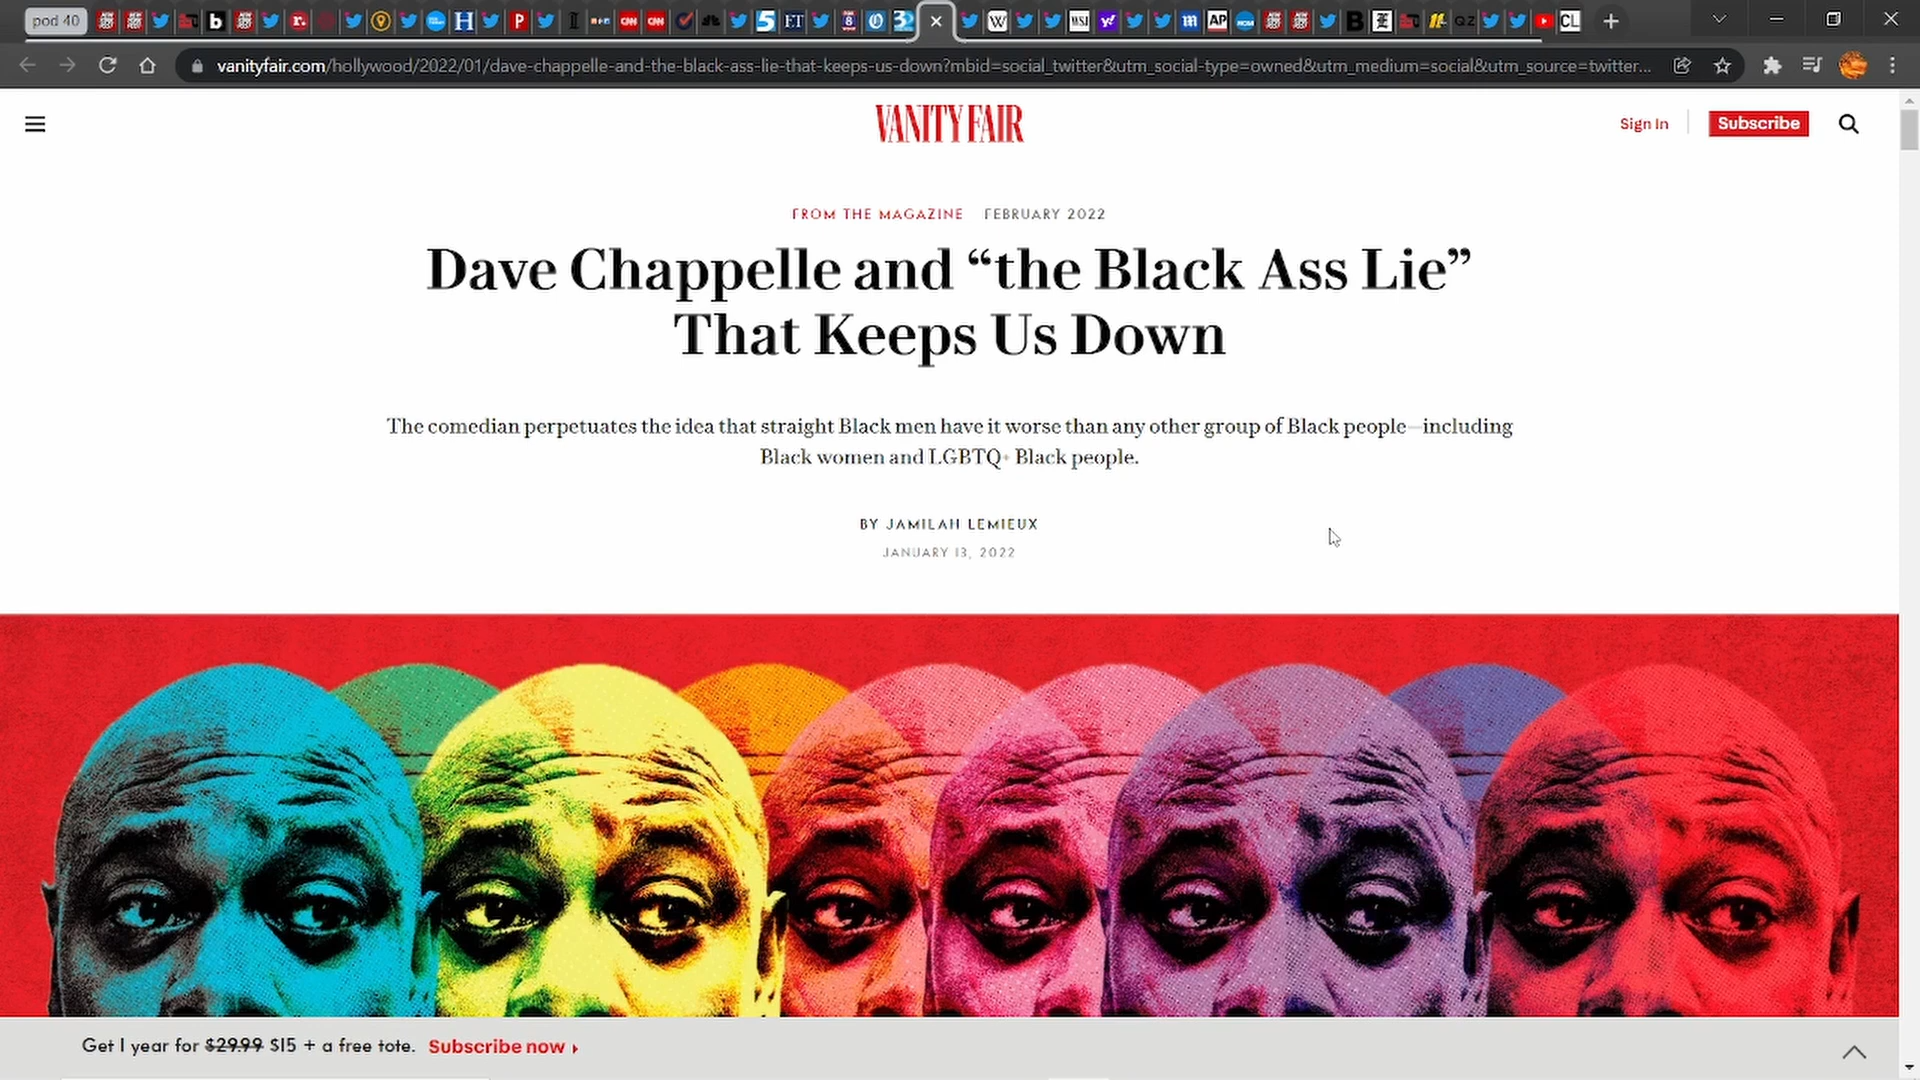 pod 40
vanityfair.com/hollywood/2022/01/dave-chappelle-and-the-black-ass-lie-that-keeps-us-down?mbid=social_twitter&utm_social-type=owned&utm_medium=social&utm_source=twitter...
VANITY FAIR
Sign In
Subscribe
FROM THE MAGAZINE FEBRUARY 2022
Dave Chappelle and “the Black Ass Lie”
That Keeps Us Down
The comedian perpetuates the idea that straight Black men have it worse than any other group of Black people—including
Black women and LGBTQ+ Black people.
BY JAMILAH LEMIEUX
JANUARY 13, 2022
Get 1 year for $29.99 $15 + a free tote. Subscribe now